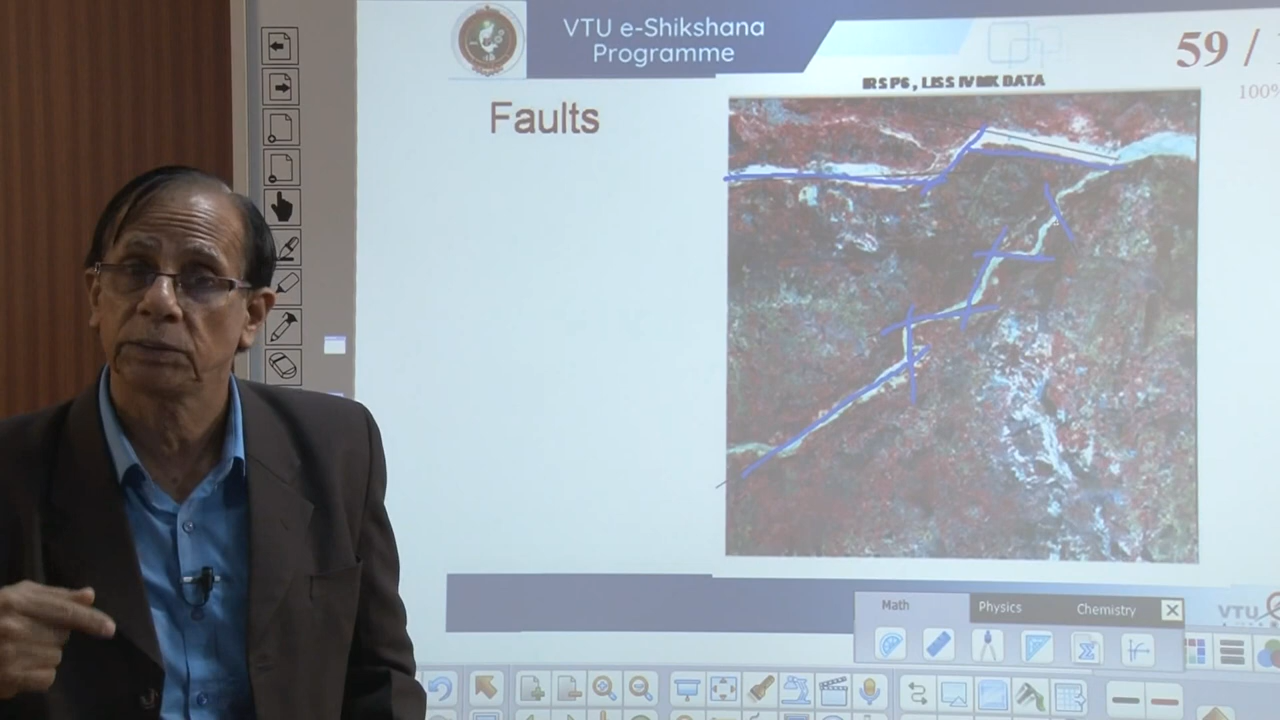 VTU e-Shikshana
Programme
59 /
100%
IRS P6, LISS IV MX DATA
Faults
Math
Physics
Chemistry
VTU